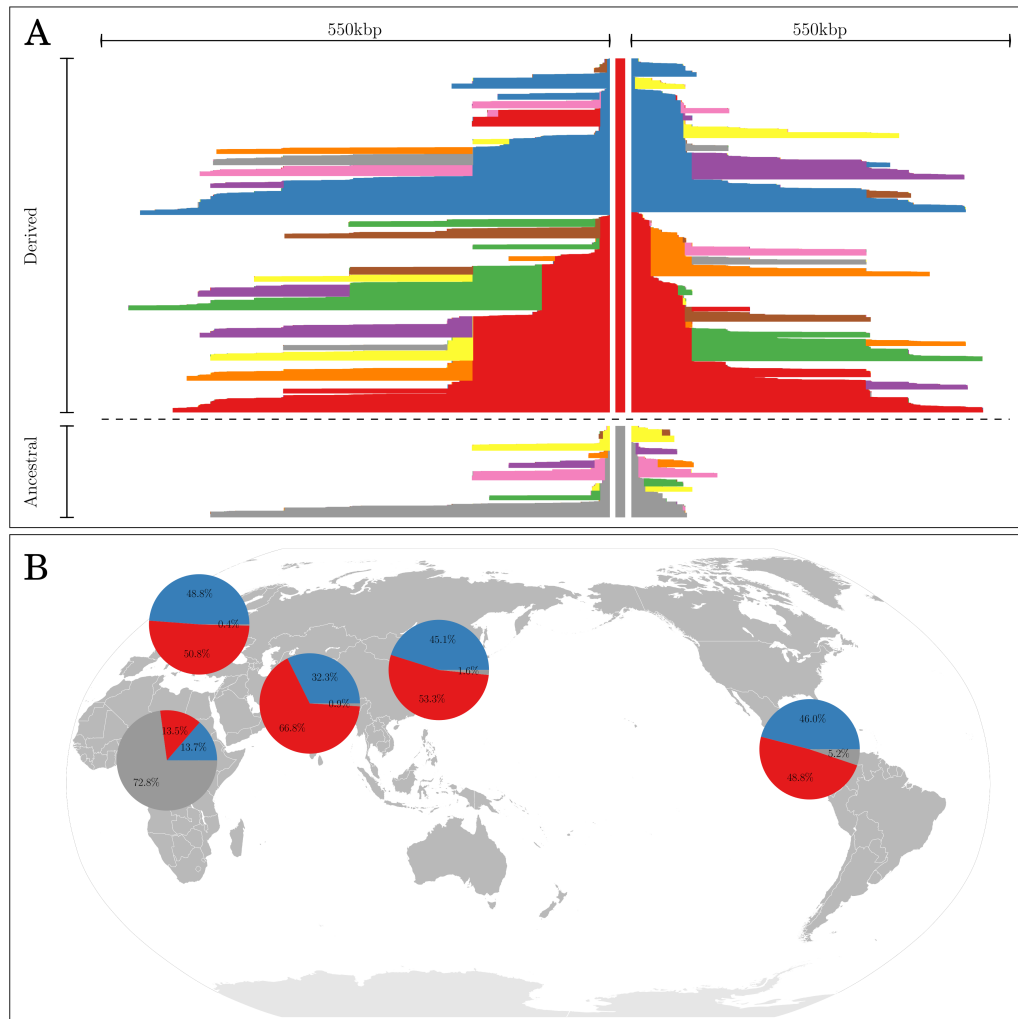 A
550kbp
550kbp
Derived
Ancestral
B
48.8%
0.4%
50.8%
45.1%
1.6%
53.3%
32.3%
0.9%
66.8%
13.5%
13.7%
72.8%
46.0%
5.2%
48.8%